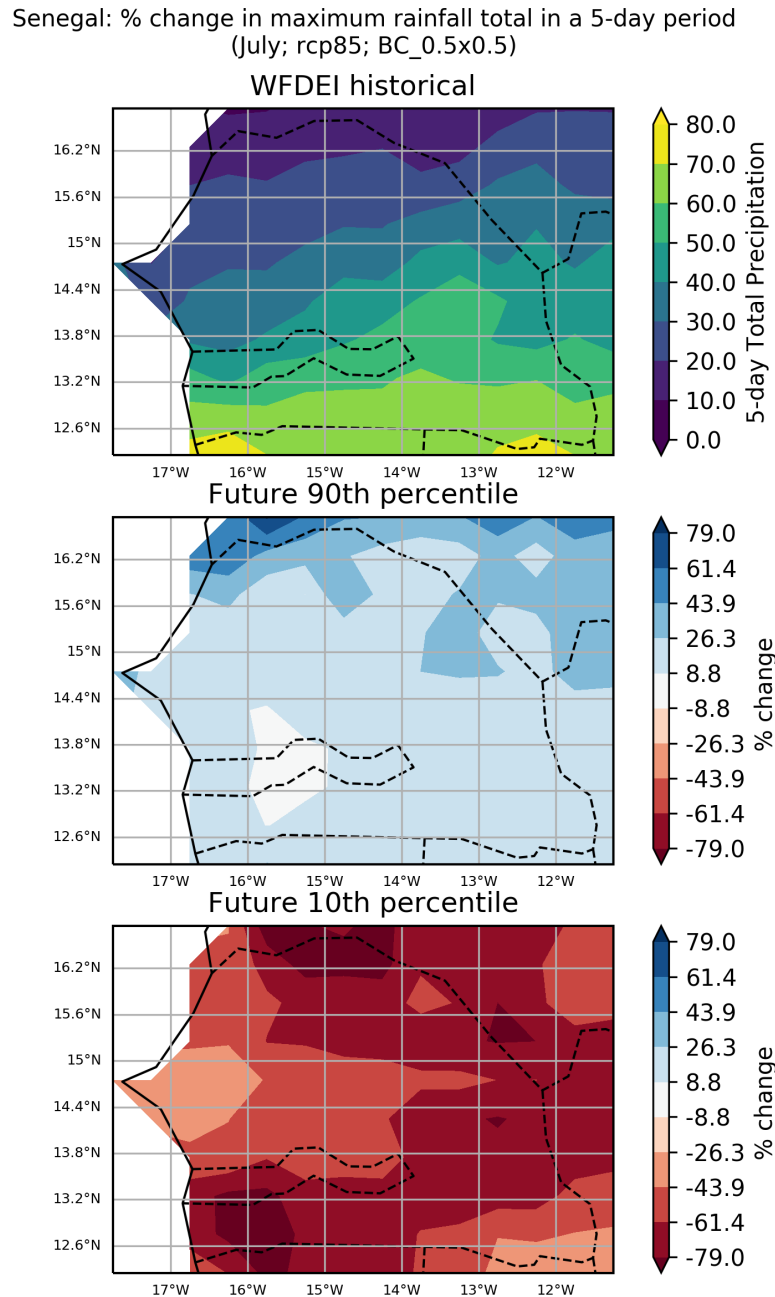 Senegal: % change in maximum rainfall total in a 5-day period
(July; rcp85; BC_0.5x0.5)
WFDEI historical
16.2°N
15.6°N
15°N
14.4°N
13.8°N
13.2°N
12.6°N
17°W 16°W 15°W 14°W 13°W 12°W
80.0
70.0
60.0
50.0
40.0
30.0
20.0
10.0
0.0
5-day Total Precipitation
Future 90th percentile
16.2°N
15.6°N
15°N
14.4°N
13.8°N
13.2°N
12.6°N
17°W 16°W 15°W 14°W 13°W 12°W
79.0
61.4
43.9
26.3
8.8
-8.8
-26.3
-43.9
-61.4
-79.0
% change
Future 10th percentile
16.2°N
15.6°N
15°N
14.4°N
13.8°N
13.2°N
12.6°N
17°W 16°W 15°W 14°W 13°W 12°W
79.0
61.4
43.9
26.3
8.8
-8.8
-26.3
-43.9
-61.4
-79.0
% change